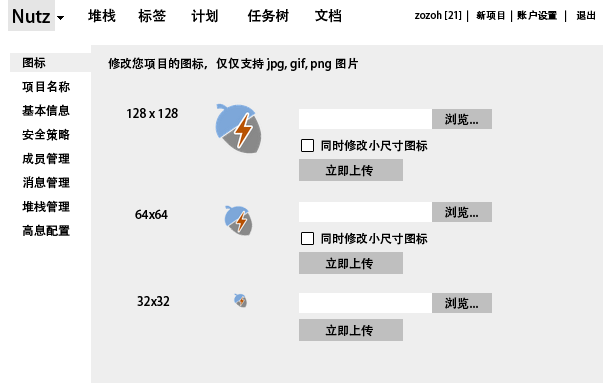 Nutz 堆栈 标签 计划 任务树 文档 zozoh [21] | 新项目 | 账户设置 | 退出
图标
项目名称
基本信息
安全策略
成员管理
消息管理
堆栈管理
高息配置
修改您项目的图标，仅仅支持 jpg, gif, png 图片
128 x 128
浏览...
同时修改小尺寸图标
立即上传
64x64
浏览...
同时修改小尺寸图标
立即上传
32x32
浏览...
立即上传